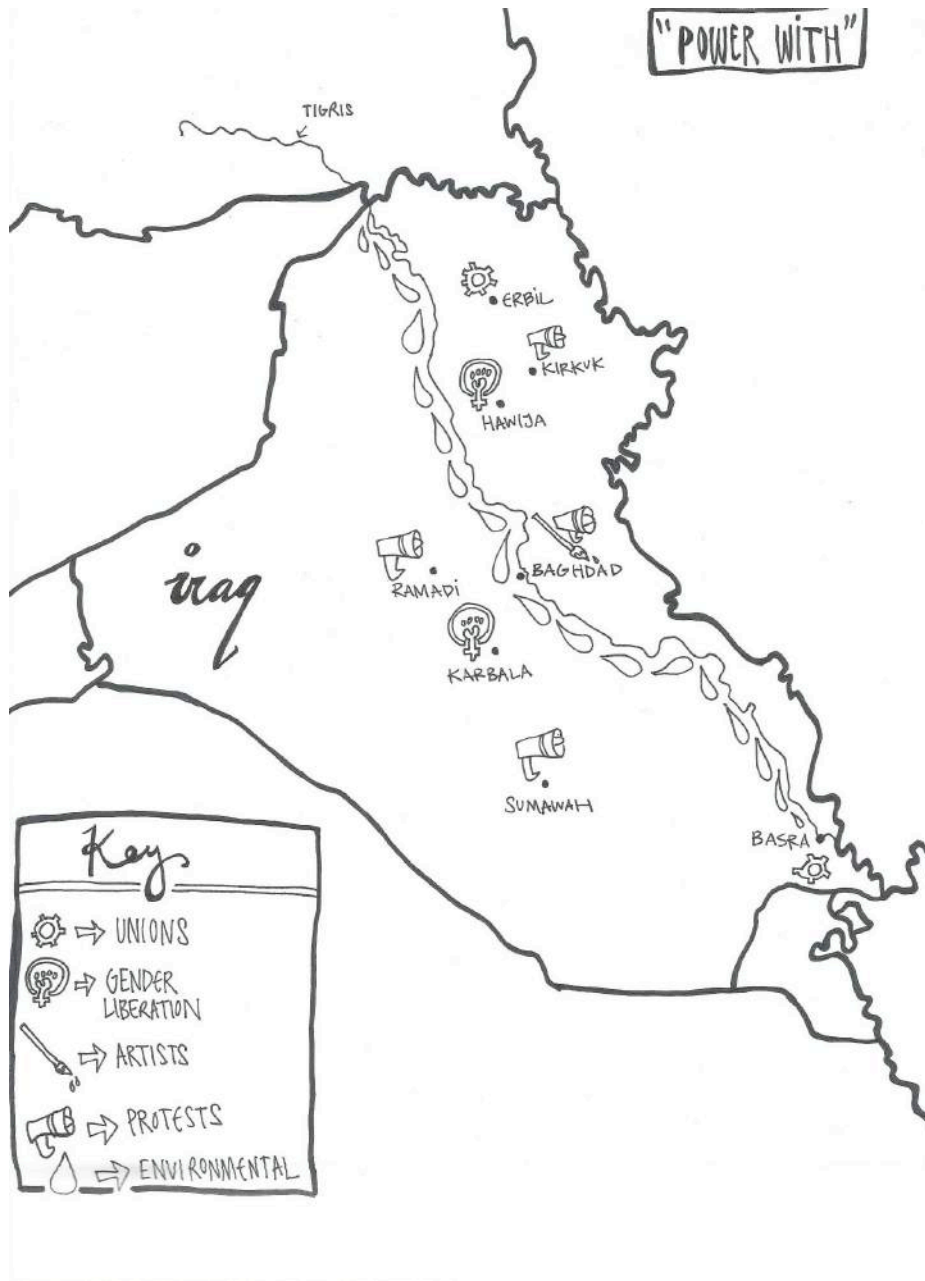 "POWER WITH"
TIGRIS
ERBIL
KIRKUK
HAWIJA
iraq
RAMADI
BAGHDAD
KARBALA
SUMAWAH
BASRA
Key
UNIONS
GENDER
LIBERATION
ARTISTS
PROTESTS
ENVIRONMENTAL